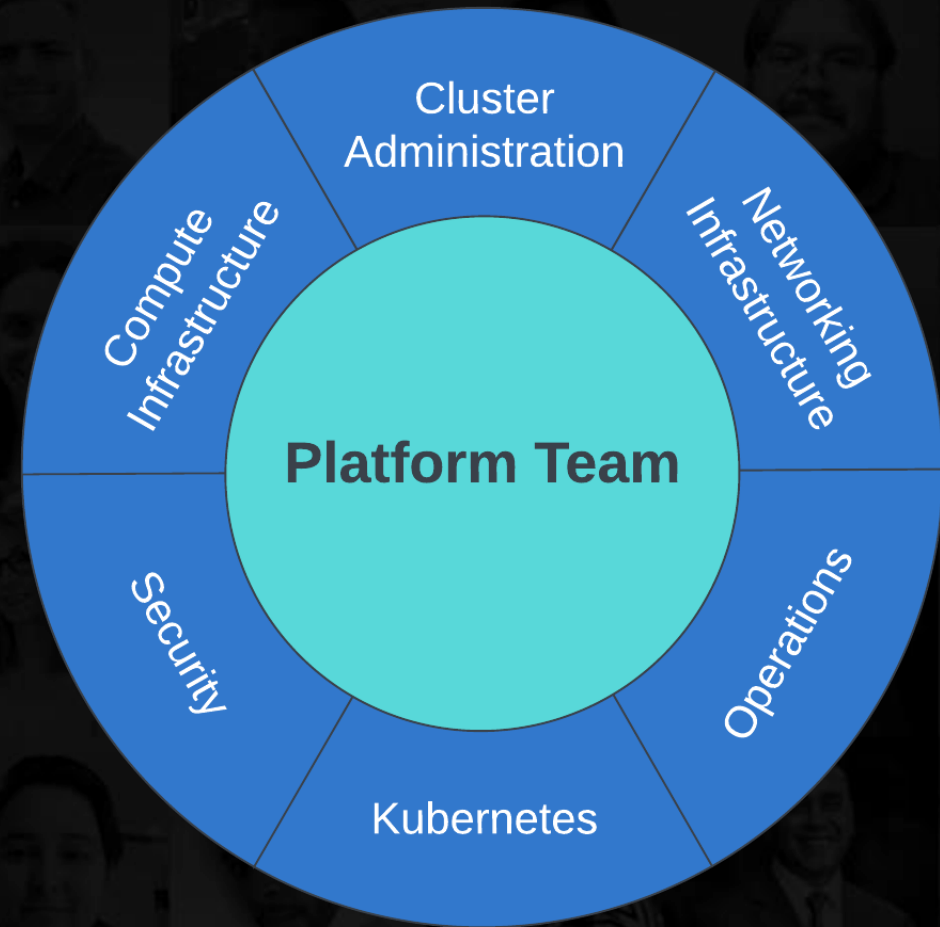 Cluster
Administration
Networking
Infrastructure
Operations
Kubernetes
Security
Compute
Infrastructure
Platform Team